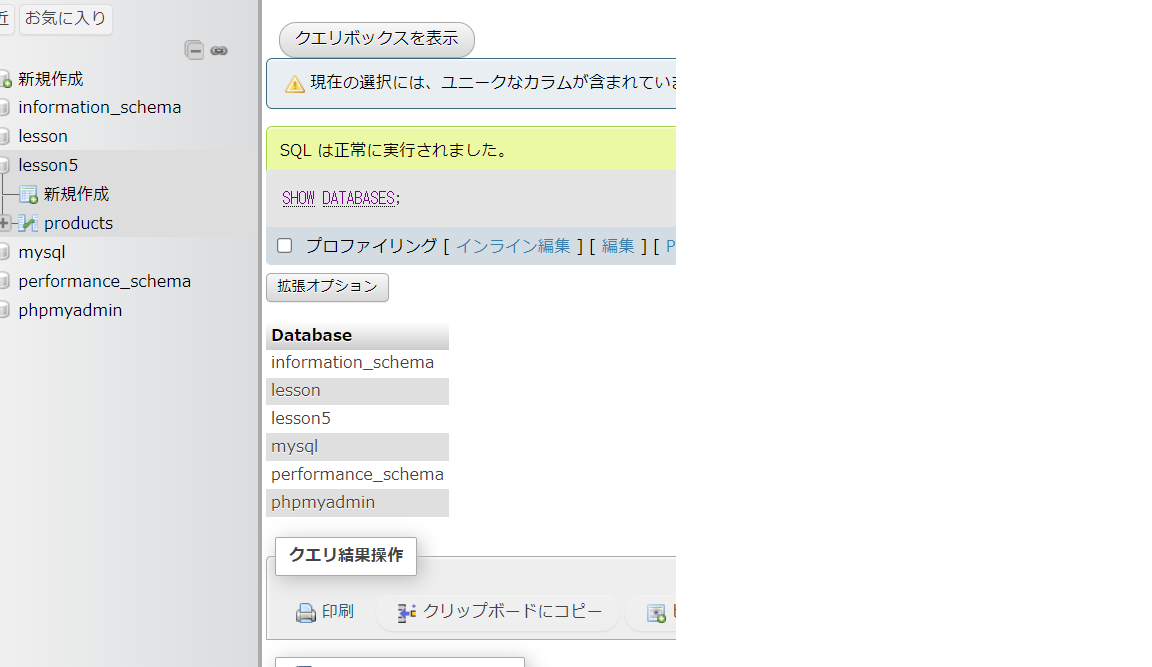 近 お気に入り
新規作成
information_schema
lesson
lesson5
新規作成
products
mysql
performance_schema
phpmyadmin
クエリボックスを表示
現在の選択には、ユニークなカラムが含まれていま
SQL は正常に実行されました。
SHOW DATABASES;
プロファイリング [ インライン編集 ] [ 編集 ] [ P
拡張オプション
Database
information_schema
lesson
lesson5
mysql
performance_schema
phpmyadmin
クエリ結果操作
印刷 クリップボードにコピー